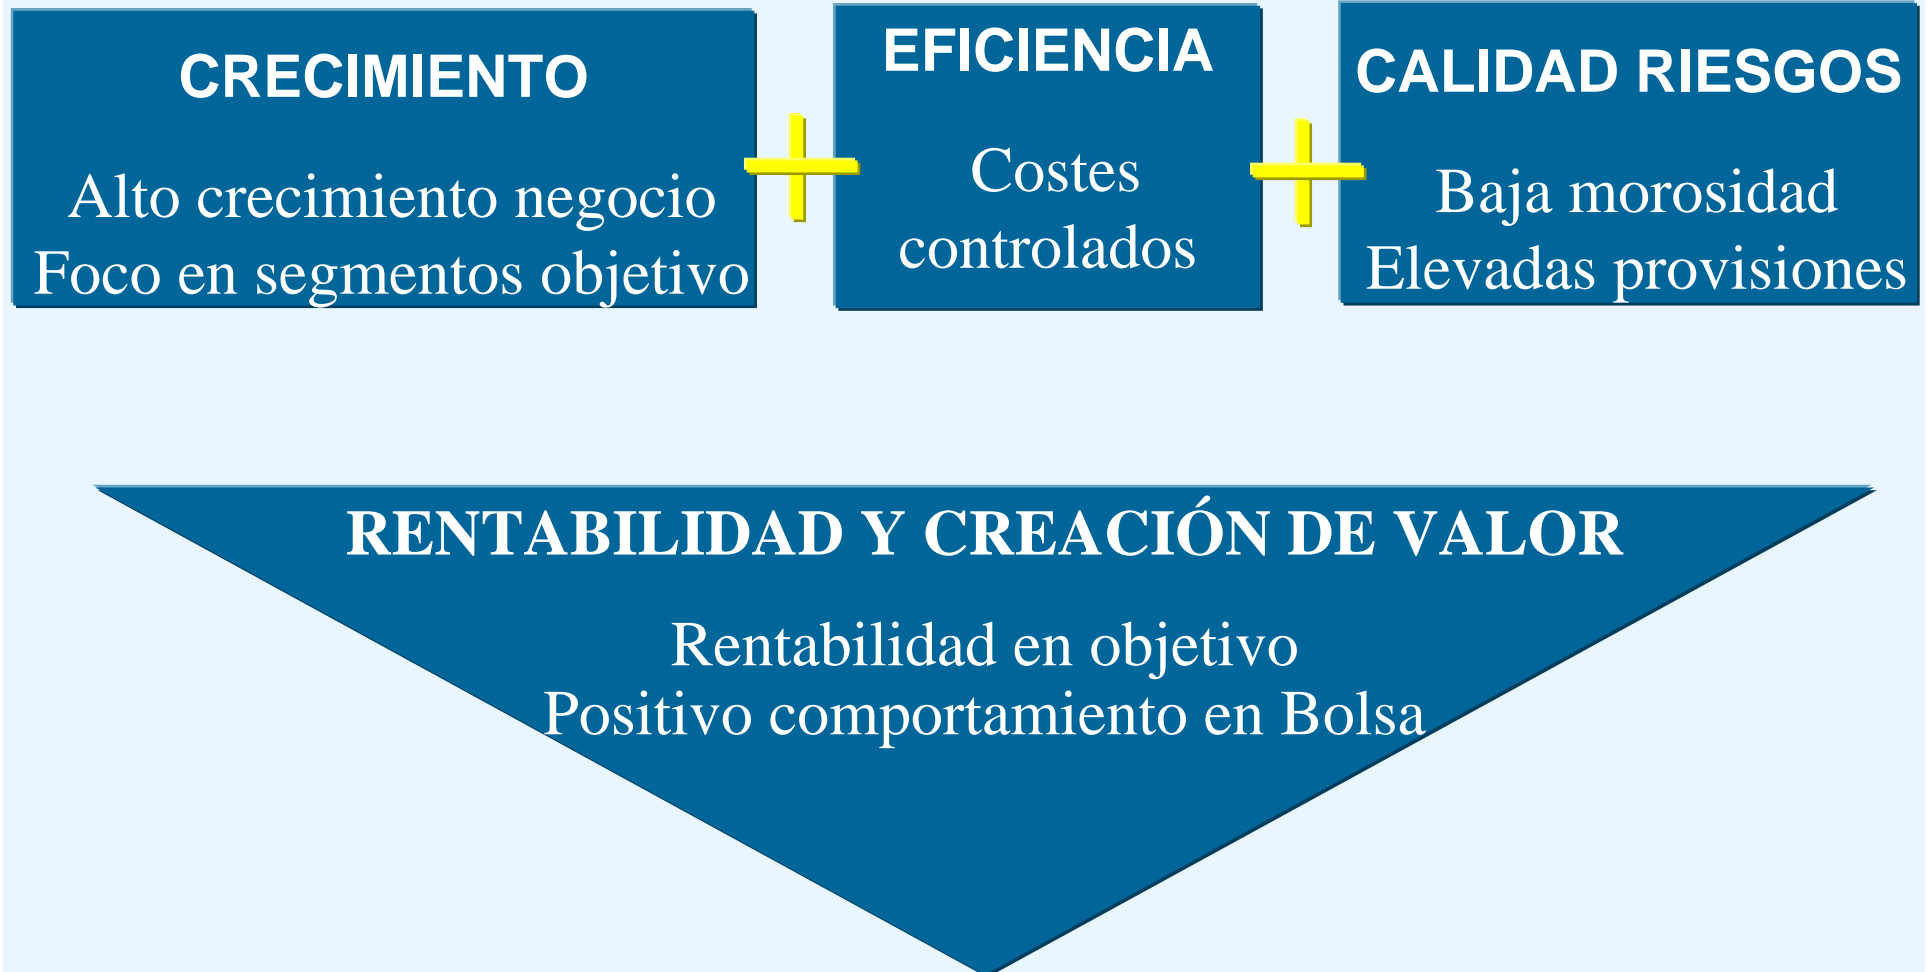 CRECIMIENTO
Alto crecimiento negocio
Foco en segmentos objetivo
EFICIENCIA
Costes
controlados
CALIDAD RIESGOS
Baja morosidad
Elevadas provisiones
RENTABILIDAD Y CREACIÓN DE VALOR
Rentabilidad en objetivo
Positivo comportamiento en Bolsa